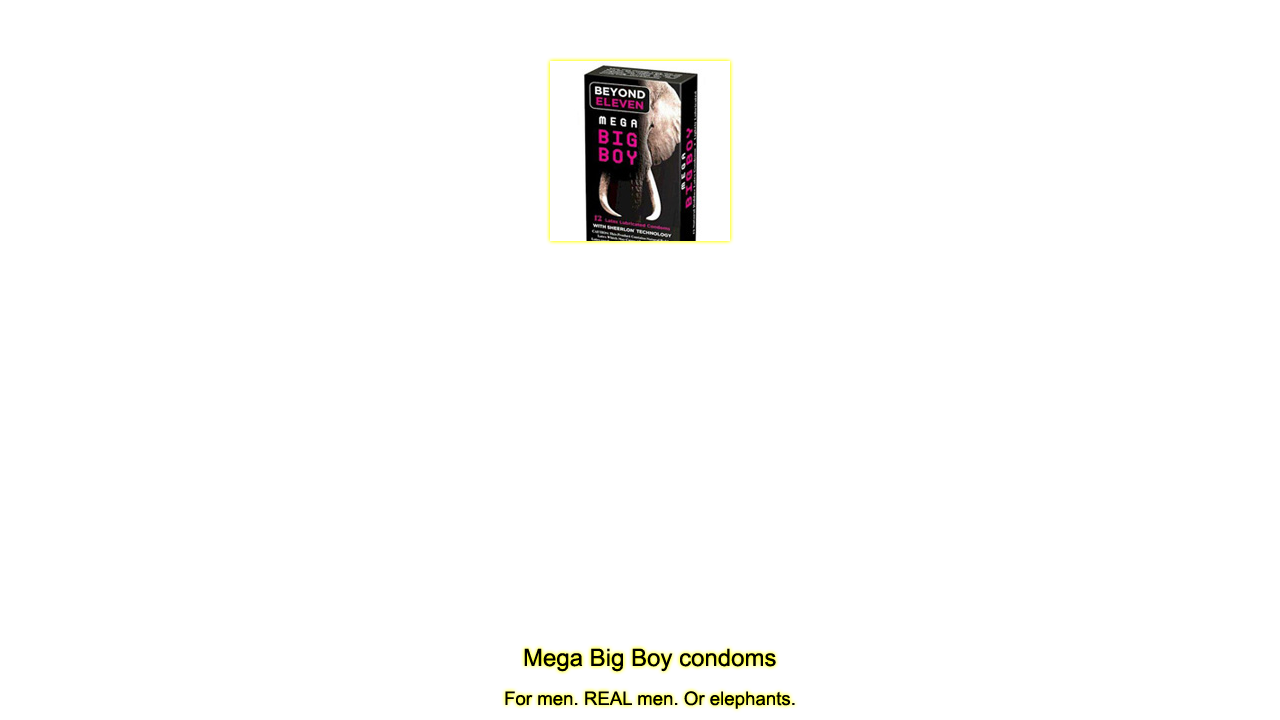 BEYOND
ELEVEN
MEGA
BIG
BOY
MEGA
BIG BOY
12 Latex Lubricated Condoms
WITH SHEERLON TECHNOLOGY
Mega Big Boy condoms
For men. REAL men. Or elephants.